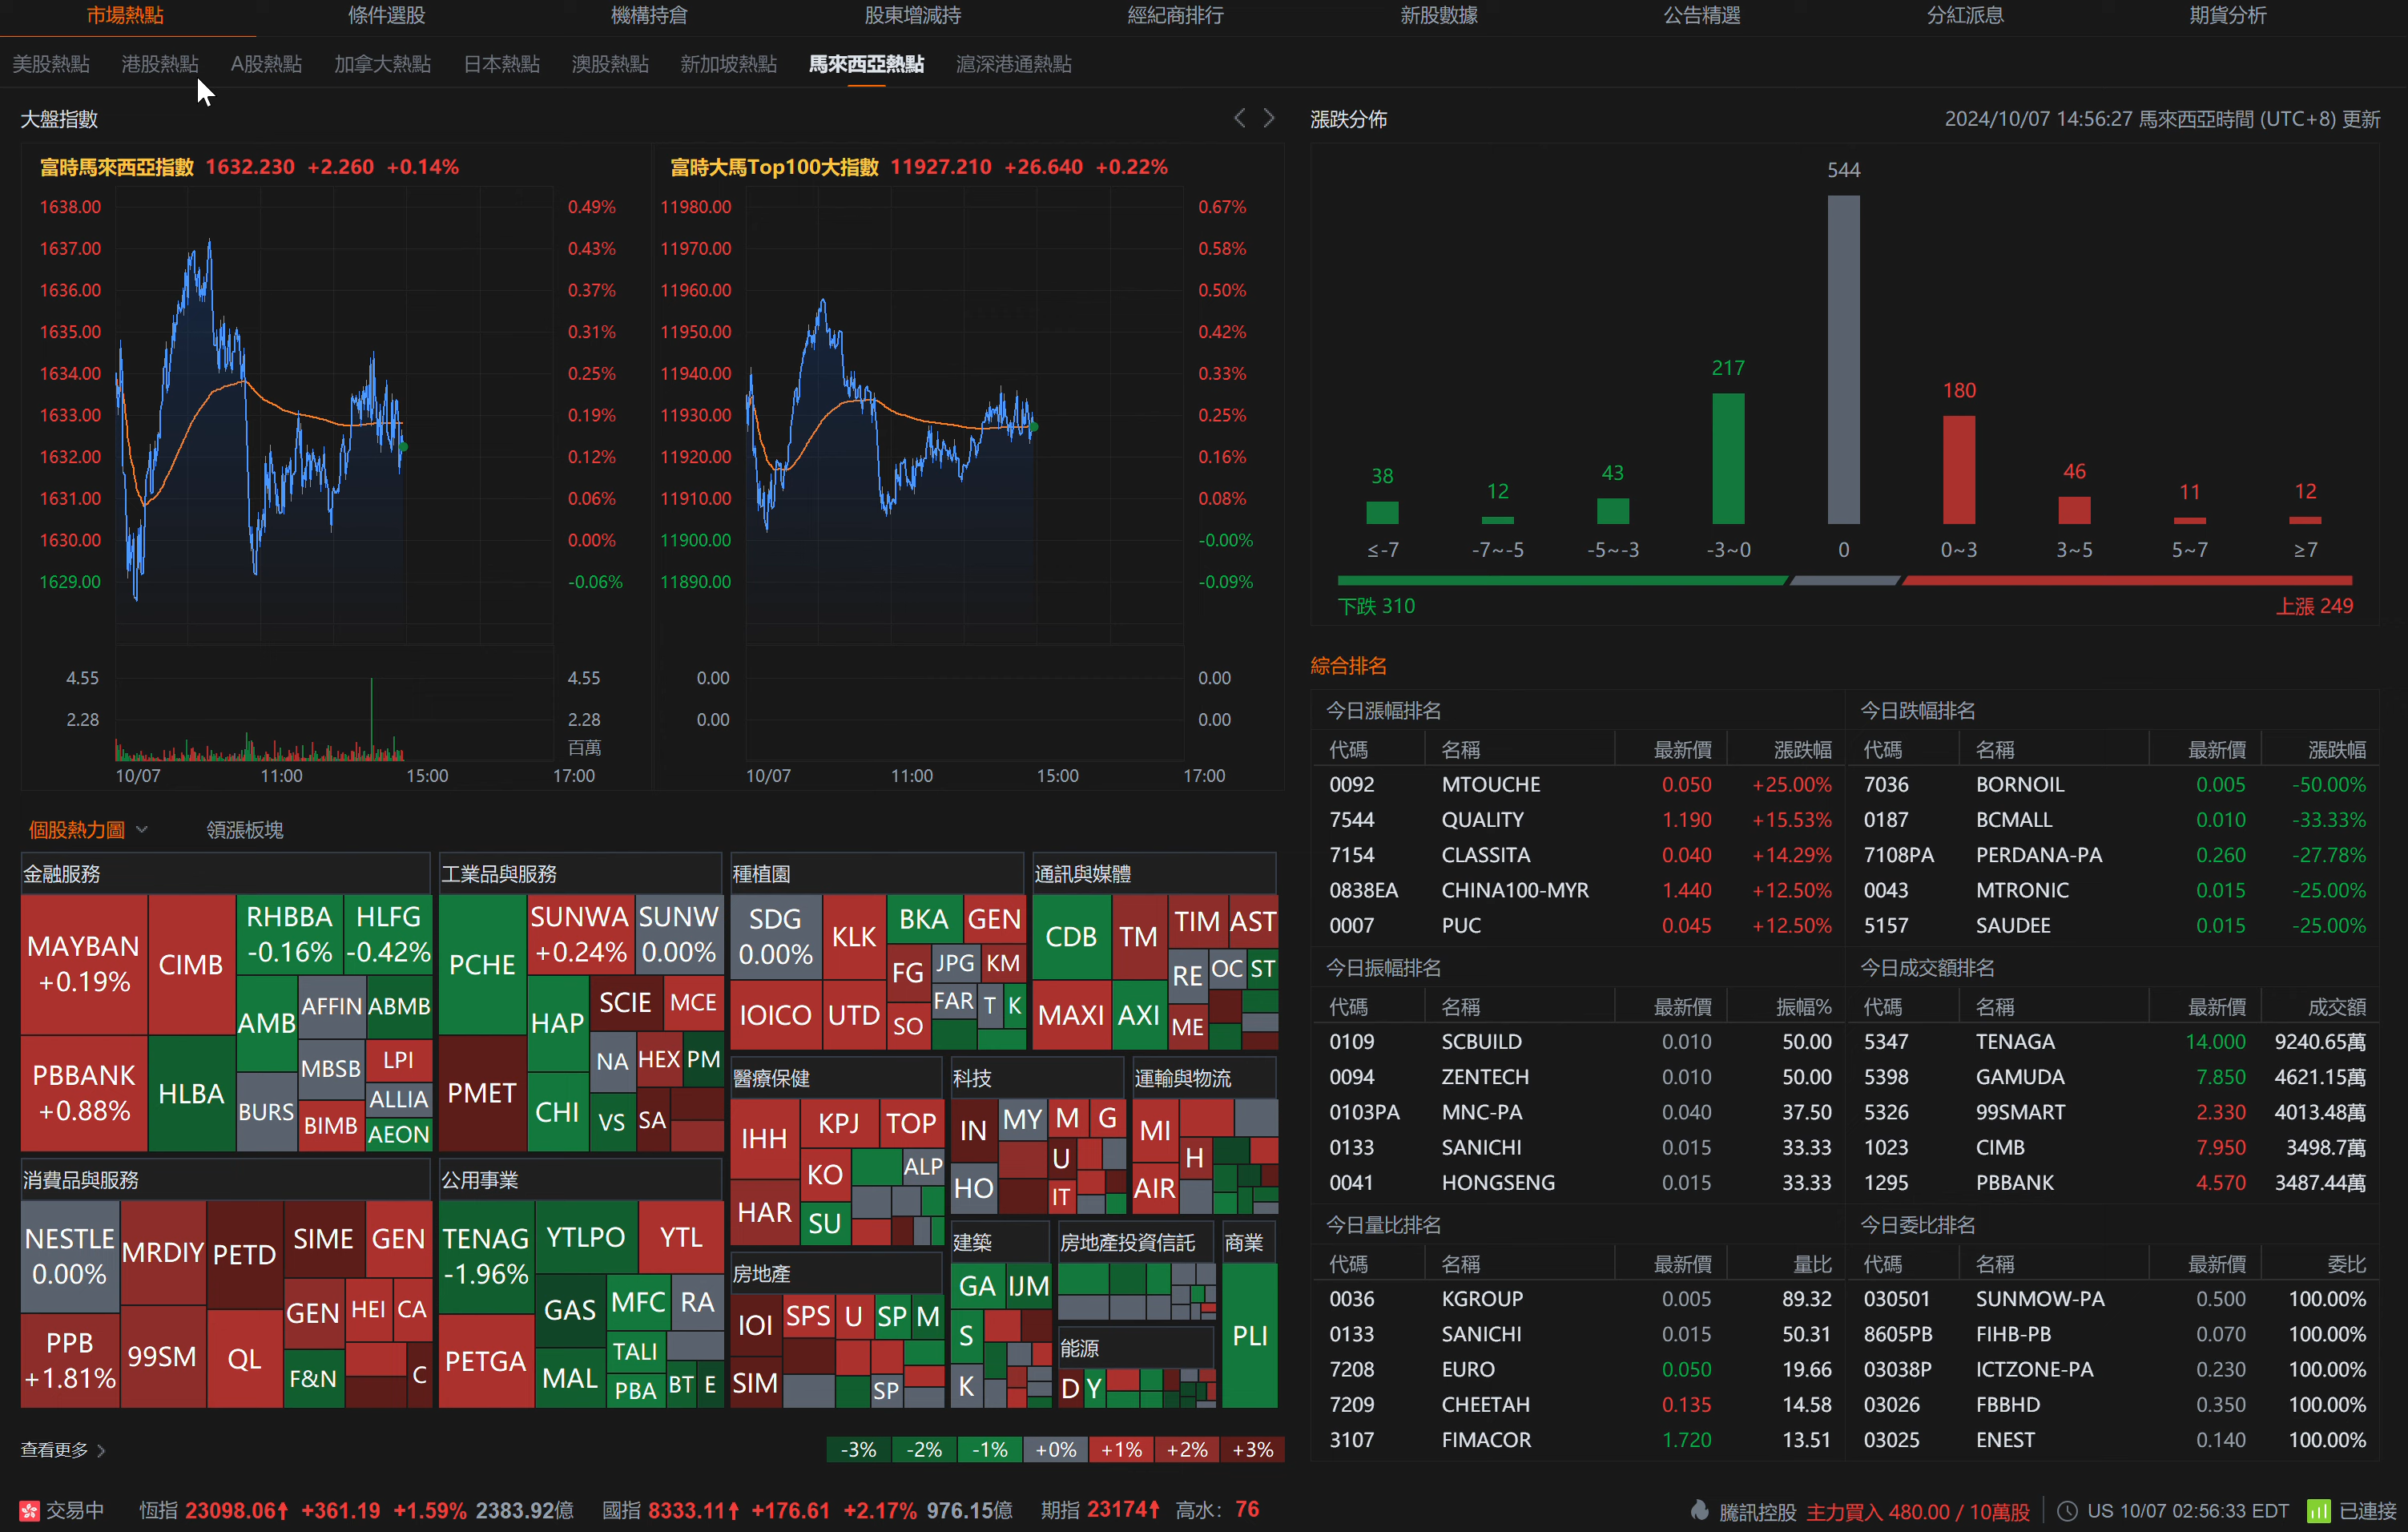 市場熱點 條件選股 機構持倉 股東增減持 經紀商排行 新股數據 公告精選 分紅派息 期貨分析
美股熱點 港股熱點 A股熱點 加拿大熱點 日本熱點 澳股熱點 新加坡熱點 馬來西亞熱點 滬深港通熱點
大盤指數
富時馬來西亞指數 1632.230 +2.260 +0.14%
1638.00 0.49%
1637.00 0.43%
1636.00 0.37%
1635.00 0.31%
1634.00 0.25%
1633.00 0.19%
1632.00 0.12%
1631.00 0.06%
1630.00 0.00%
1629.00 -0.06%
4.55 4.55
2.28 2.28
百萬
10/07 11:00 15:00 17:00
富時大馬Top100大指數 11927.210 +26.640 +0.22%
11980.00 0.67%
11970.00 0.58%
11960.00 0.50%
11950.00 0.42%
11940.00 0.33%
11930.00 0.25%
11920.00 0.16%
11910.00 0.08%
11900.00 -0.00%
11890.00 -0.09%
0.00 0.00
0.00 0.00
10/07 11:00 15:00 17:00
漲跌分佈 2024/10/07 14:56:27 馬來西亞時間 (UTC+8) 更新
38 12 43 217 544 180 46 11 12
≤-7 -7~-5 -5~-3 -3~0 0 0~3 3~5 5~7 ≥7
下跌 310 上漲 249
個股熱力圖 領漲板塊
金融服務
MAYBAN
+0.19%
CIMB
RHBBA
-0.16%
HLFG
-0.42%
PBBANK
+0.88%
HLBA
AMB
AFFIN
ABMB
BURS
MBSB
LPI
ALLIA
BIMB
AEON
工業品與服務
PCHE
SUNWA
+0.24%
SUNW
0.00%
PMET
HAP
SCIE
MCE
CHI
NA
HEX
PM
VS
SA
種植園
SDG
0.00%
KLK
BKA
GEN
IOICO
UTD
FG
JPG
KM
SO
FAR
T
K
通訊與媒體
CDB
TM
TIM
AST
MAXI
AXI
RE
OC
ST
ME
消費品與服務
NESTLE
0.00%
MRDIY
PETD
SIME
GEN
PPB
+1.81%
99SM
QL
GEN
HEI
CA
F&N
C
公用事業
TENAG
-1.96%
YTLPO
YTL
PETGA
GAS
MFC
RA
MAL
TALI
PBA
BT
E
醫療保健
IHH
KPJ
TOP
HAR
KO
ALP
SU
科技
IN
MY
M
G
HO
U
IT
運輸與物流
MI
H
AIR
房地產
IOI
SPS
U
SP
M
SIM
SP
建築
GA
IJM
S
K
房地產投資信託
能源
D
Y
商業
PLI
查看更多
-3% -2% -1% +0% +1% +2% +3%
綜合排名
今日漲幅排名
代碼 名稱 最新價 漲跌幅
0092 MTOUCHE 0.050 +25.00%
7544 QUALITY 1.190 +15.53%
7154 CLASSITA 0.040 +14.29%
0838EA CHINA100-MYR 1.440 +12.50%
0007 PUC 0.045 +12.50%
今日跌幅排名
代碼 名稱 最新價 漲跌幅
7036 BORNOIL 0.005 -50.00%
0187 BCMALL 0.010 -33.33%
7108PA PERDANA-PA 0.260 -27.78%
0043 MTRONIC 0.015 -25.00%
5157 SAUDEE 0.015 -25.00%
今日振幅排名
代碼 名稱 最新價 振幅%
0109 SCBUILD 0.010 50.00
0094 ZENTECH 0.010 50.00
0103PA MNC-PA 0.040 37.50
0133 SANICHI 0.015 33.33
0041 HONGSENG 0.015 33.33
今日成交額排名
代碼 名稱 最新價 成交額
5347 TENAGA 14.000 9240.65萬
5398 GAMUDA 7.850 4621.15萬
5326 99SMART 2.330 4013.48萬
1023 CIMB 7.950 3498.7萬
1295 PBBANK 4.570 3487.44萬
今日量比排名
代碼 名稱 最新價 量比
0036 KGROUP 0.005 89.32
0133 SANICHI 0.015 50.31
7208 EURO 0.050 19.66
7209 CHEETAH 0.135 14.58
3107 FIMACOR 1.720 13.51
今日委比排名
代碼 名稱 最新價 委比
030501 SUNMOW-PA 0.500 100.00%
8605PB FIHB-PB 0.070 100.00%
03038P ICTZONE-PA 0.230 100.00%
03026 FBBHD 0.350 100.00%
03025 ENEST 0.140 100.00%
交易中 恆指 23098.06↑ +361.19 +1.59% 2383.92億 國指 8333.11↑ +176.61 +2.17% 976.15億 期指 23174↑ 高水: 76 騰訊控股 主力買入 480.00 / 10萬股 US 10/07 02:56:33 EDT 已連接